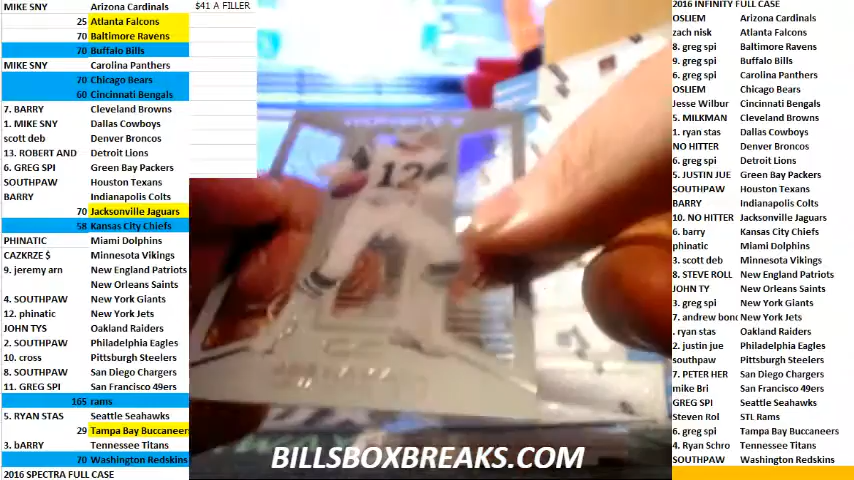 MIKE SNY Arizona Cardinals
25 Atlanta Falcons
70 Baltimore Ravens
70 Buffalo Bills
MIKE SNY Carolina Panthers
70 Chicago Bears
60 Cincinnati Bengals
7. BARRY Cleveland Browns
1. MIKE SNY Dallas Cowboys
scott deb Denver Broncos
13. ROBERT AND Detroit Lions
6. GREG SPI Green Bay Packers
SOUTHPAW Houston Texans
BARRY Indianapolis Colts
70 Jacksonville Jaguars
58 Kansas City Chiefs
PHINATIC Miami Dolphins
CAZKRZE $ Minnesota Vikings
9. jeremy arn New England Patriots
New Orleans Saints
4. SOUTHPAW New York Giants
12. phinatic New York Jets
JOHN TYS Oakland Raiders
2. SOUTHPAW Philadelphia Eagles
10. cross Pittsburgh Steelers
8. SOUTHPAW San Diego Chargers
11. GREG SPI San Francisco 49ers
165 rams
5. RYAN STAS Seattle Seahawks
29 Tampa Bay Buccaneers
3. bARRY Tennessee Titans
70 Washington Redskins
2016 SPECTRA FULL CASE
$41 A FILLER
12
BILLSBOXBREAKS.COM
2016 INFINITY FULL CASE
OSLIEM Arizona Cardinals
zach nisk Atlanta Falcons
8. greg spi Baltimore Ravens
9. greg spi Buffalo Bills
6. greg spi Carolina Panthers
OSLIEM Chicago Bears
Jesse Wilbur Cincinnati Bengals
5. MILKMAN Cleveland Browns
1. ryan stas Dallas Cowboys
NO HITTER Denver Broncos
6. greg spi Detroit Lions
5. JUSTIN JUE Green Bay Packers
SOUTHPAW Houston Texans
BARRY Indianapolis Colts
10. NO HITTER Jacksonville Jaguars
6. barry Kansas City Chiefs
phinatic Miami Dolphins
3. scott deb Minnesota Vikings
8. STEVE ROLL New England Patriots
JOHN TY New Orleans Saints
3. greg spi New York Giants
7. andrew bond New York Jets
. ryan stas Oakland Raiders
2. justin jue Philadelphia Eagles
southpaw Pittsburgh Steelers
7. PETER HER San Diego Chargers
mike Bri San Francisco 49ers
GREG SPI Seattle Seahawks
Steven Rol STL Rams
6. greg spi Tampa Bay Buccaneers
4. Ryan Schro Tennessee Titans
SOUTHPAW Washington Redskins